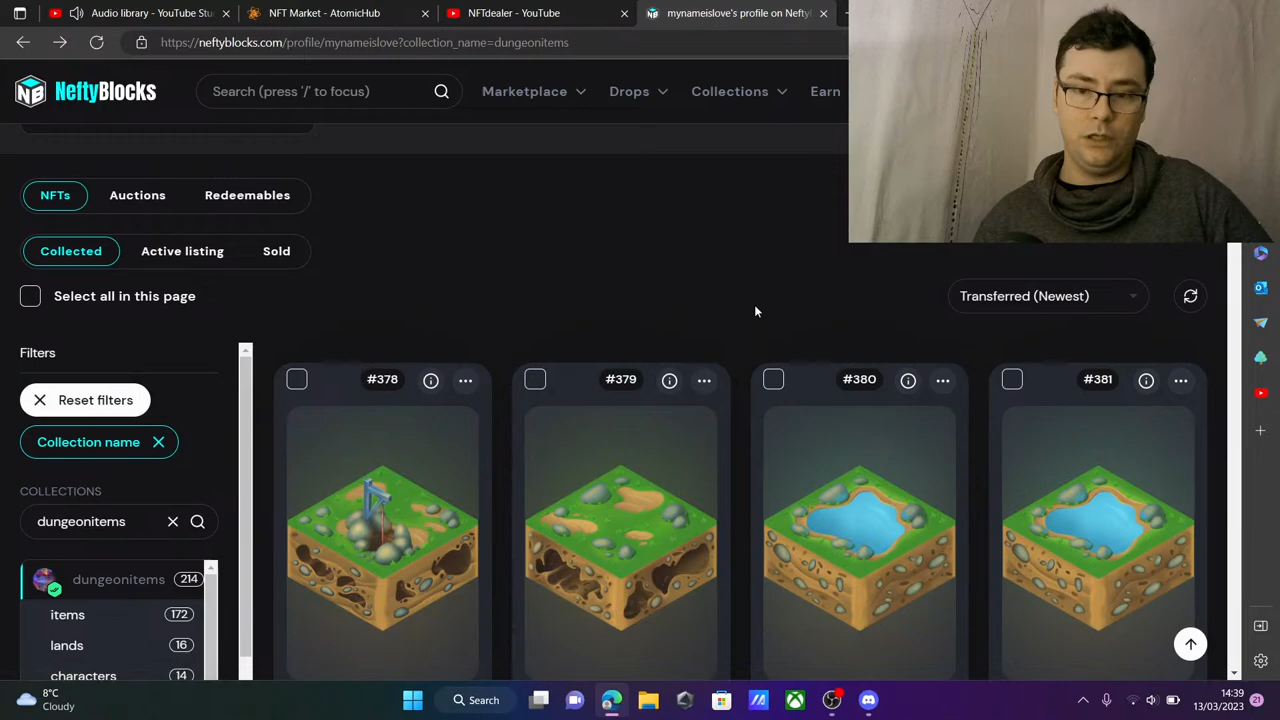 Audio library - YouTube Stu
NFT Market - AtomicHub
NFTdealer - YouTube
mynameislove's profile on Nefty
https://neftyblocks.com/profile/mynameislove?collection_name=dungeonitems
NB NeftyBlocks
Search (press '/' to focus)
Marketplace
Drops
Collections
Earn
NFTs
Auctions
Redeemables
Collected
Active listing
Sold
Select all in this page
Transferred (Newest)
Filters
Reset filters
Collection name
COLLECTIONS
dungeonitems
dungeonitems 214
items 172
lands 16
characters 14
#378
#379
#380
#381
8°C
Cloudy
Search
14:39
13/03/2023
21